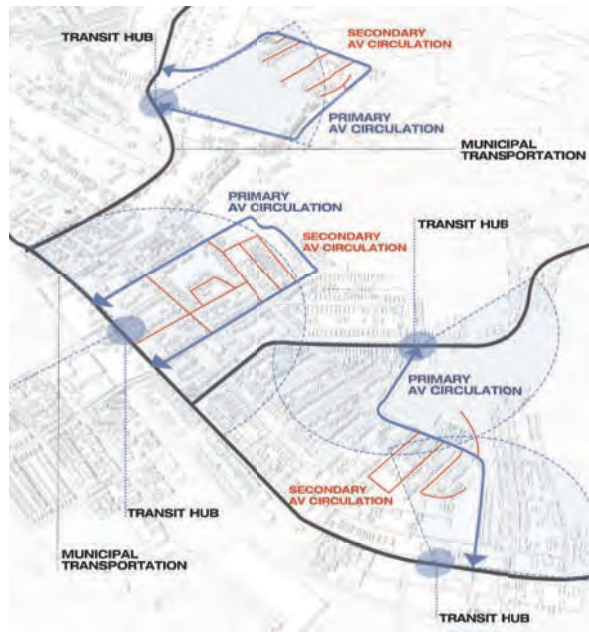 TRANSIT HUB
SECONDARY
AV CIRCULATION
PRIMARY
AV CIRCULATION
MUNICIPAL
TRANSPORTATION
PRIMARY
AV CIRCULATION
TRANSIT HUB
SECONDARY
AV CIRCULATION
PRIMARY
AV CIRCULATION
SECONDARY
AV CIRCULATION
TRANSIT HUB
MUNICIPAL
TRANSPORTATION
TRANSIT HUB